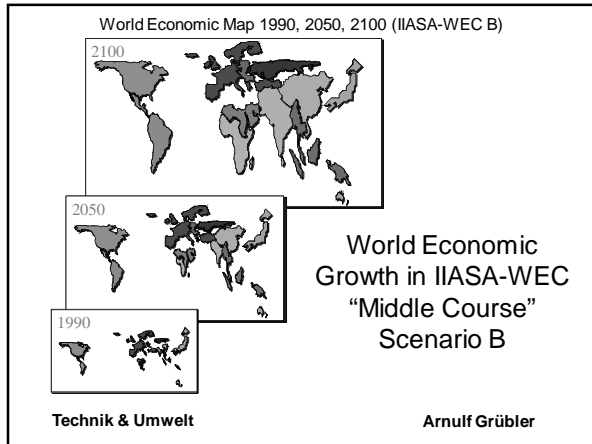 World Economic Map 1990, 2050, 2100 (IIASA-WEC B)
2100
2050
World Economic
Growth in IIASA-WEC
“Middle Course”
Scenario B
1990
Technik & Umwelt
Arnulf Grübler